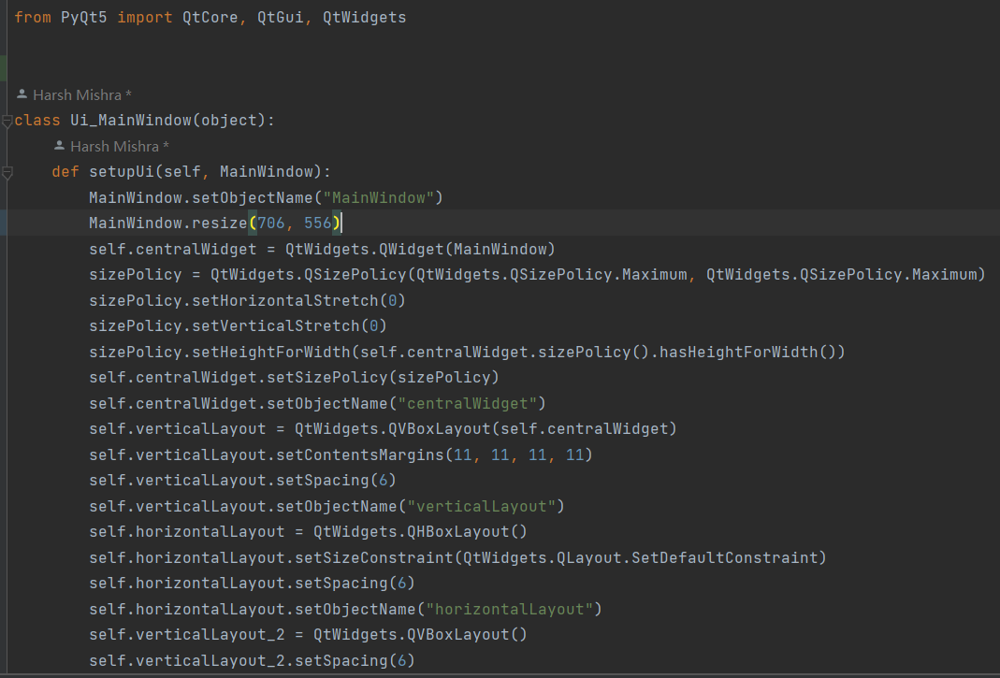 from PyQt5 import QtCore, QtGui, QtWidgets
Harsh Mishra *
class Ui_MainWindow(object):
Harsh Mishra *
def setupUi(self, MainWindow):
MainWindow.setObjectName("MainWindow")
MainWindow.resize(706, 556)
self.centralWidget = QtWidgets.QWidget(MainWindow)
sizePolicy = QtWidgets.QSizePolicy(QtWidgets.QSizePolicy.Maximum, QtWidgets.QSizePolicy.Maximum)
sizePolicy.setHorizontalStretch(0)
sizePolicy.setVerticalStretch(0)
sizePolicy.setHeightForWidth(self.centralWidget.sizePolicy().hasHeightForWidth())
self.centralWidget.setSizePolicy(sizePolicy)
self.centralWidget.setObjectName("centralWidget")
self.verticalLayout = QtWidgets.QVBoxLayout(self.centralWidget)
self.verticalLayout.setContentsMargins(11, 11, 11, 11)
self.verticalLayout.setSpacing(6)
self.verticalLayout.setObjectName("verticalLayout")
self.horizontalLayout = QtWidgets.QHBoxLayout()
self.horizontalLayout.setSizeConstraint(QtWidgets.QLayout.SetDefaultConstraint)
self.horizontalLayout.setSpacing(6)
self.horizontalLayout.setObjectName("horizontalLayout")
self.verticalLayout_2 = QtWidgets.QVBoxLayout()
self.verticalLayout_2.setSpacing(6)